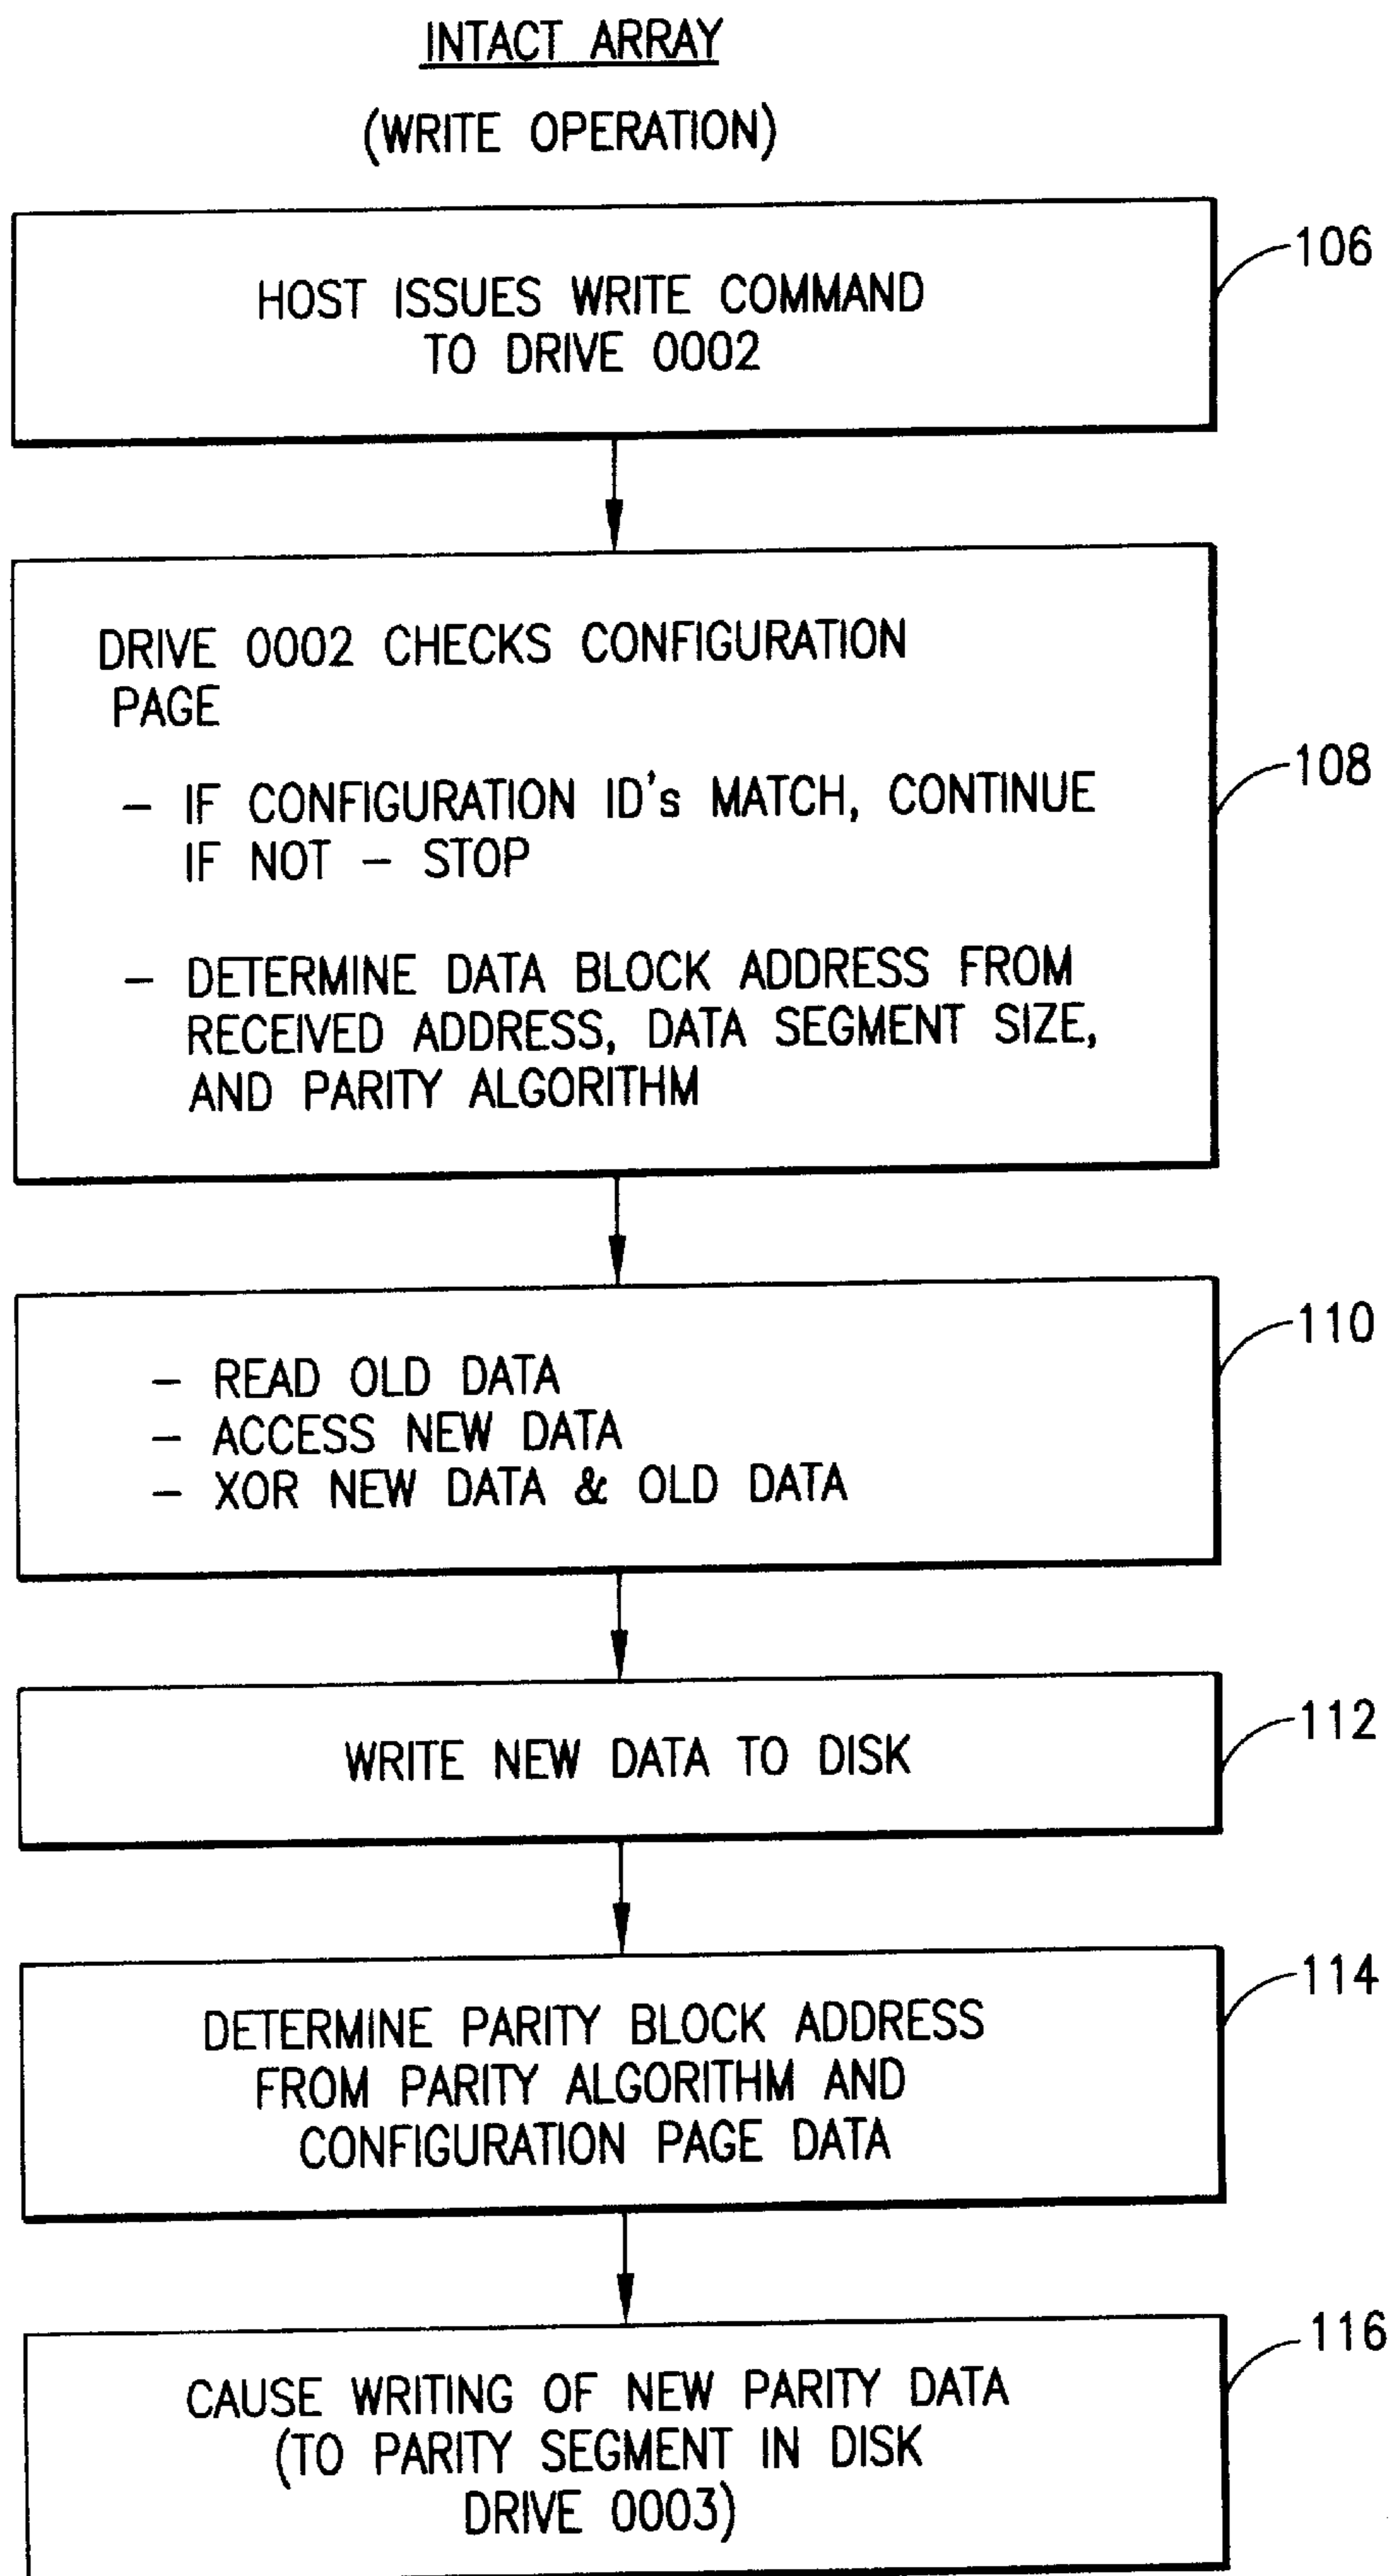 INTACT ARRAY
(WRITE OPERATION)
HOST ISSUES WRITE COMMAND
TO DRIVE 0002
106
DRIVE 0002 CHECKS CONFIGURATION
PAGE
- IF CONFIGURATION ID's MATCH, CONTINUE
IF NOT - STOP
- DETERMINE DATA BLOCK ADDRESS FROM
RECEIVED ADDRESS, DATA SEGMENT SIZE,
AND PARITY ALGORITHM
108
- READ OLD DATA
- ACCESS NEW DATA
- XOR NEW DATA & OLD DATA
110
WRITE NEW DATA TO DISK
112
DETERMINE PARITY BLOCK ADDRESS
FROM PARITY ALGORITHM AND
CONFIGURATION PAGE DATA
114
CAUSE WRITING OF NEW PARITY DATA
(TO PARITY SEGMENT IN DISK
DRIVE 0003)
116